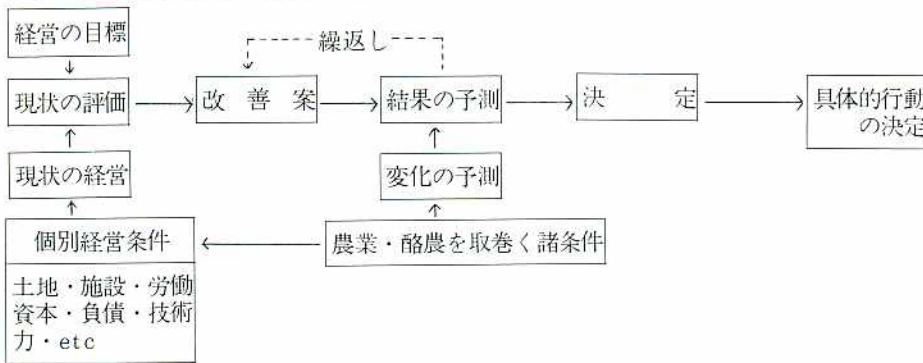 経営の目標
繰返し
現状の評価
改善案
結果の予測
決定
具体的行動
の決定
現状の経営
変化の予測
個別経営条件
農業・酪農を取巻く諸条件
土地・施設・労働
資本・負債・技術
力・etc